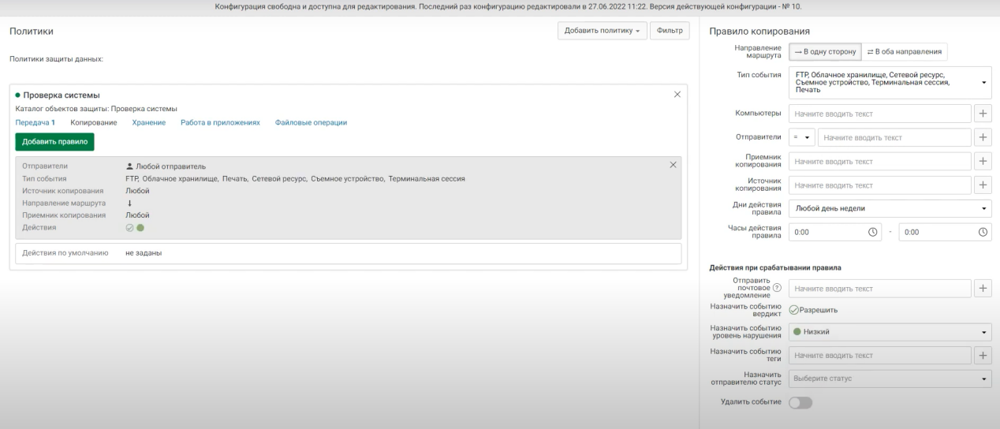 Конфигурация свободна и доступна для редактирования. Последний раз конфигурацию редактировали в 27.06.2022 11:22. Версия действующей конфигурации - № 10.
Политики
Добавить политику
Фильтр
Политики защиты данных:
Проверка системы
Каталог объектов защиты: Проверка системы
Передача 1 Копирование Хранение Работа в приложениях Файловые операции
Добавить правило
Отправители Любой отправитель
Тип события FTP, Облачное хранилище, Печать, Сетевой ресурс, Съемное устройство, Терминальная сессия
Источник копирования Любой
Направление маршрута ↓
Приемник копирования Любой
Действия
Действия по умолчанию не заданы
Правило копирования
Направление
маршрута
→ В одну сторону ⇄ В оба направления
Тип события
FTP, Облачное хранилище, Сетевой ресурс,
Съемное устройство, Терминальная сессия,
Печать
Компьютеры Начните вводить текст +
Отправители = Начните вводить текст +
Приемник
копирования
Начните вводить текст +
Источник
копирования
Начните вводить текст +
Дни действия
правила
Любой день недели
Часы действия
правила
0:00 - 0:00
Действия при срабатывании правила
Отправить
почтовое
уведомление
?
Начните вводить текст +
Назначить событию
вердикт
Разрешить
Назначить событию
уровень нарушения
Низкий
Назначить событию
теги
Начните вводить текст +
Назначить
отправителю статус
Выберите статус
Удалить событие